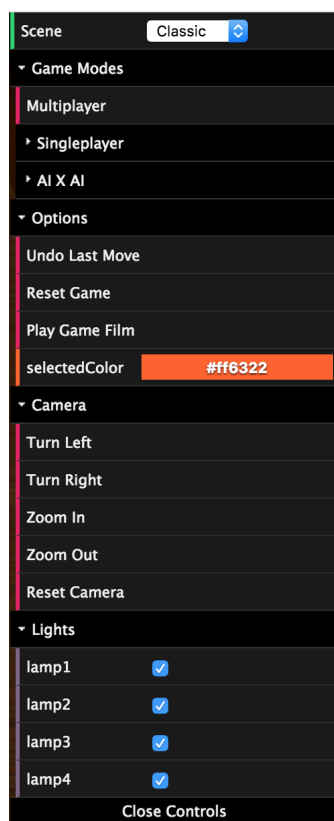 Scene Classic
Game Modes
Multiplayer
Singleplayer
AI X AI
Options
Undo Last Move
Reset Game
Play Game Film
selectedColor #ff6322
Camera
Turn Left
Turn Right
Zoom In
Zoom Out
Reset Camera
Lights
lamp1
lamp2
lamp3
lamp4
Close Controls